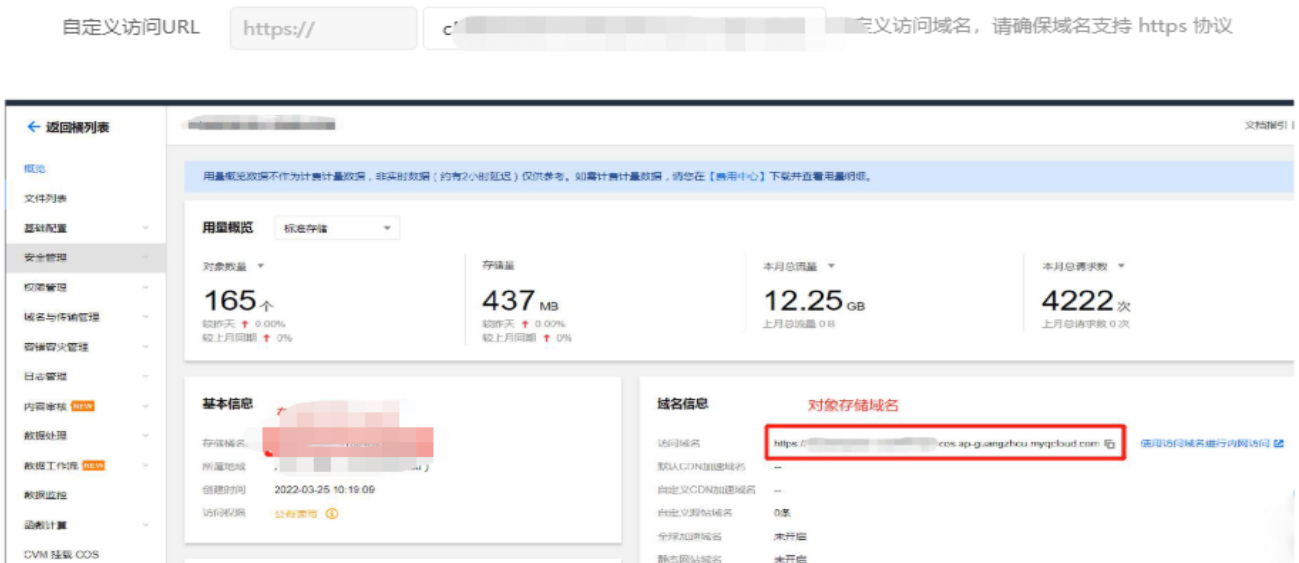 自定义访问URL https:// c 定义访问域名，请确保域名支持 https 协议
返回桶列表
文档指引
概览
文件列表
基础配置
安全管理
权限管理
域名与传输管理
容错容灾管理
日志管理
内容审核 NEW
数据处理
数据工作流 NEW
数据监控
函数计算
CVM 挂载 COS
用量概览数据不作为计费计量数据，非实时数据（约有2小时延迟）仅供参考。如需计费计量数据，请您在【费用中心】下载并查看用量明细。
用量概览 标准存储
对象数量
165 个
较昨天 ↑ 0.00%
较上月同期 ↑ 0%
存储量
437 MB
较昨天 ↑ 0.00%
较上月同期 ↑ 0%
本月总流量
12.25 GB
上月总流量 0 B
本月总请求数
4222 次
上月总请求数 0 次
基本信息
存储桶名
所属地域
创建时间 2022-03-25 10:19:09
访问权限 公有读写
域名信息 对象存储域名
访问域名 https:// cos.ap-guangzhou.myqcloud.com 使用访问域名进行内网访问
默认CDN加速域名 --
自定义CDN加速域名 --
自定义源站域名 0条
全球加速域名 未开启
静态网站域名 未开启